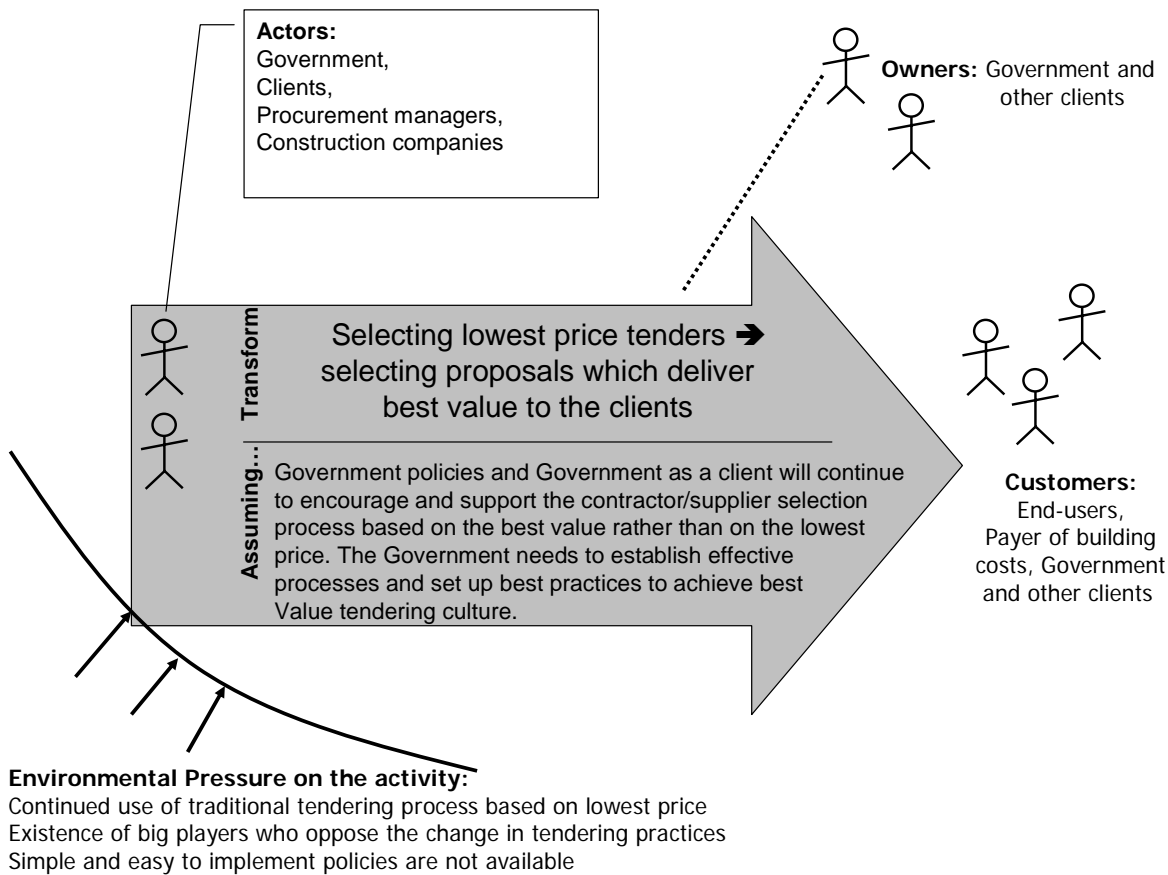 Actors:
Government,
Clients,
Procurement managers,
Construction companies
Owners: Government and
other clients
Transform
Selecting lowest price tenders ➔
selecting proposals which deliver
best value to the clients
Assuming…
Government policies and Government as a client will continue
to encourage and support the contractor/supplier selection
process based on the best value rather than on the lowest
price. The Government needs to establish effective
processes and set up best practices to achieve best
Value tendering culture.
Customers:
End-users,
Payer of building
costs, Government
and other clients
Environmental Pressure on the activity:
Continued use of traditional tendering process based on lowest price
Existence of big players who oppose the change in tendering practices
Simple and easy to implement policies are not available